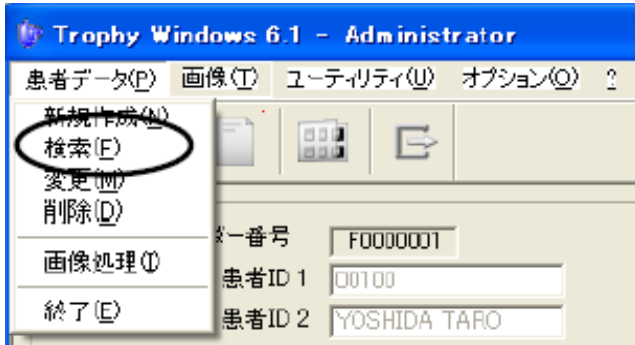 Trophy Windows 6.1 - Administrator
患者データ(P) 画像(T) ユーティリティ(U) オプション(O) ?
新規作成(N)
検索(F)
変更(M)
削除(D)
画像処理(I)
終了(E)
ダー番号 F0000001
患者ID 1 00100
患者ID 2 YOSHIDA TARO